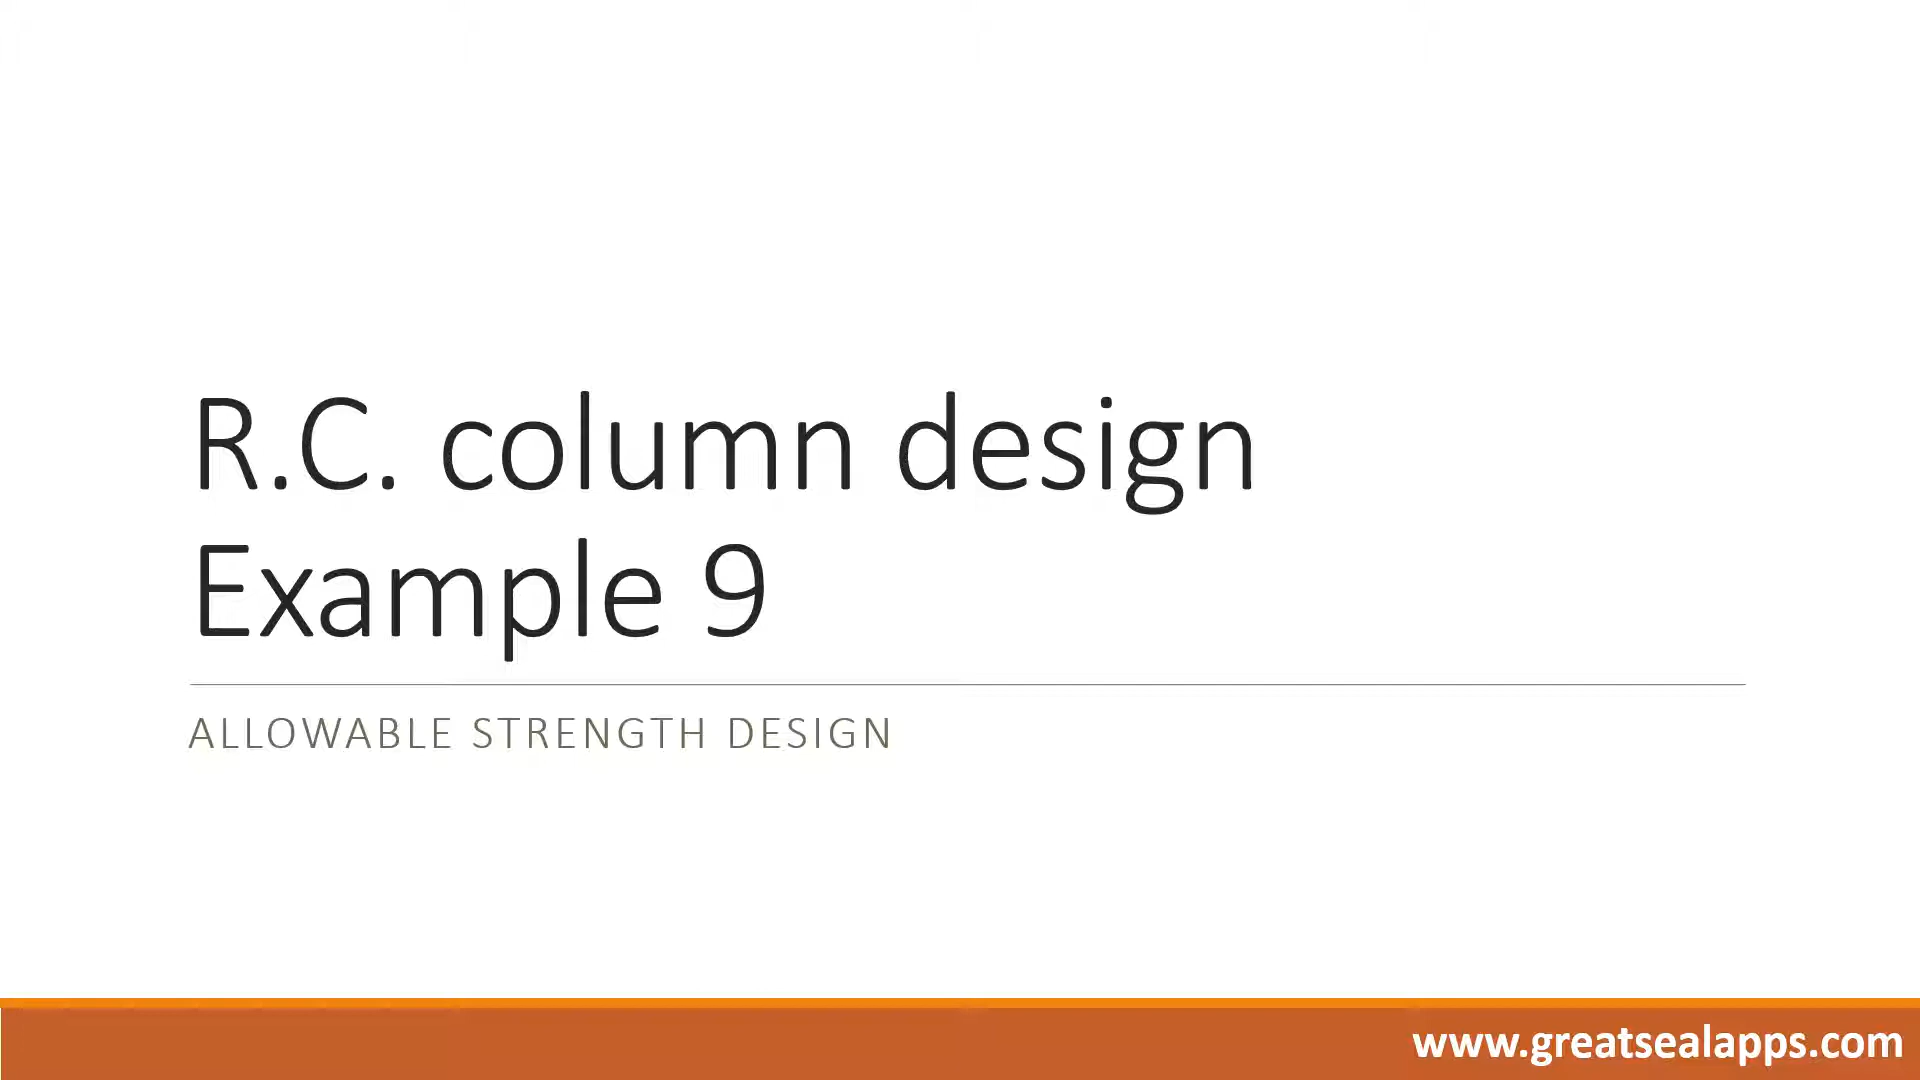 R.C. column design
Example 9
ALLOWABLE STRENGTH DESIGN
www.greatsealapps.com